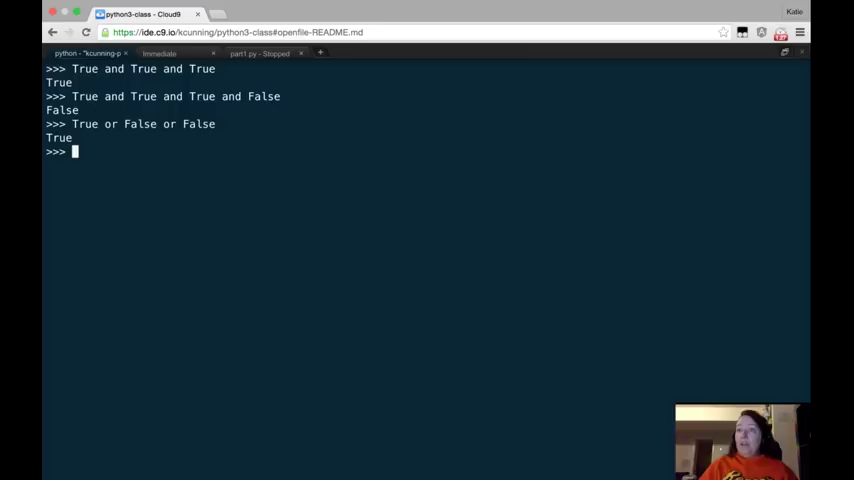 python3-class - Cloud9
Katie
https://ide.c9.io/kcunning/python3-class#openfile-README.md
python - "kcunning-p
Immediate
part1.py - Stopped
>>> True and True and True
True
>>> True and True and True and False
False
>>> True or False or False
True
>>>